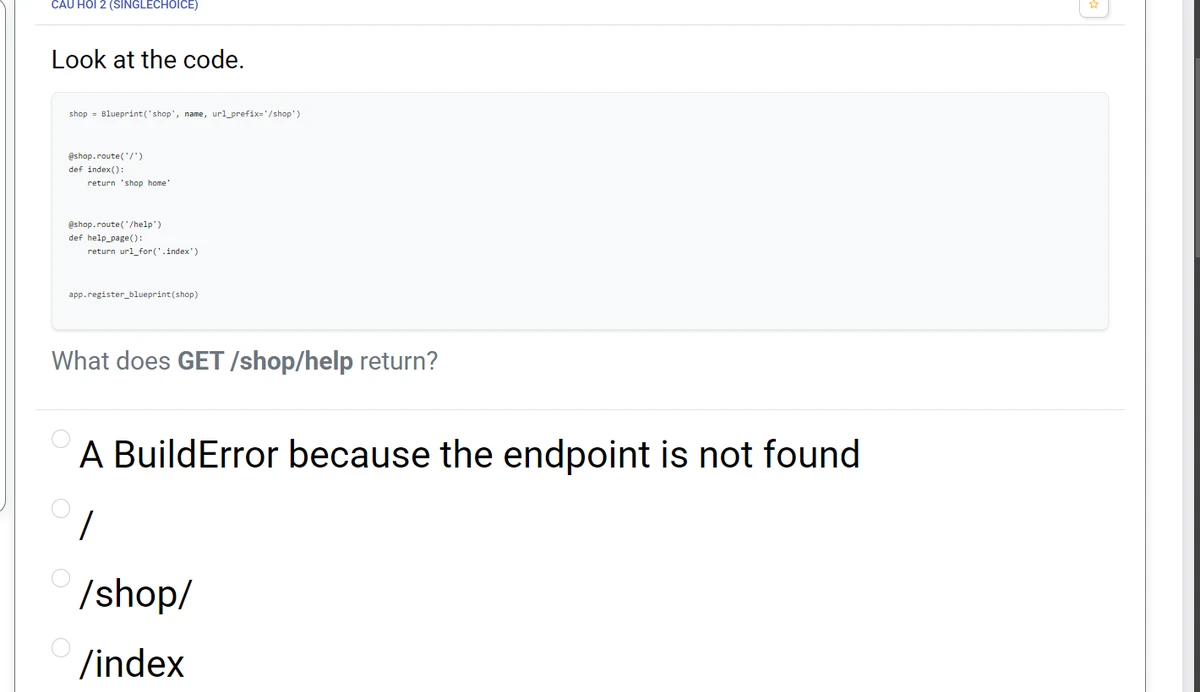 CÂU HỎI 2 (SINGLECHOICE)
Look at the code.
shop = Blueprint('shop', name, url_prefix='/shop')
@shop.route('/')
def index():
    return 'shop home'
@shop.route('/help')
def help_page():
    return url_for('.index')
app.register_blueprint(shop)
What does GET /shop/help return?
A BuildError because the endpoint is not found
/
/shop/
/index